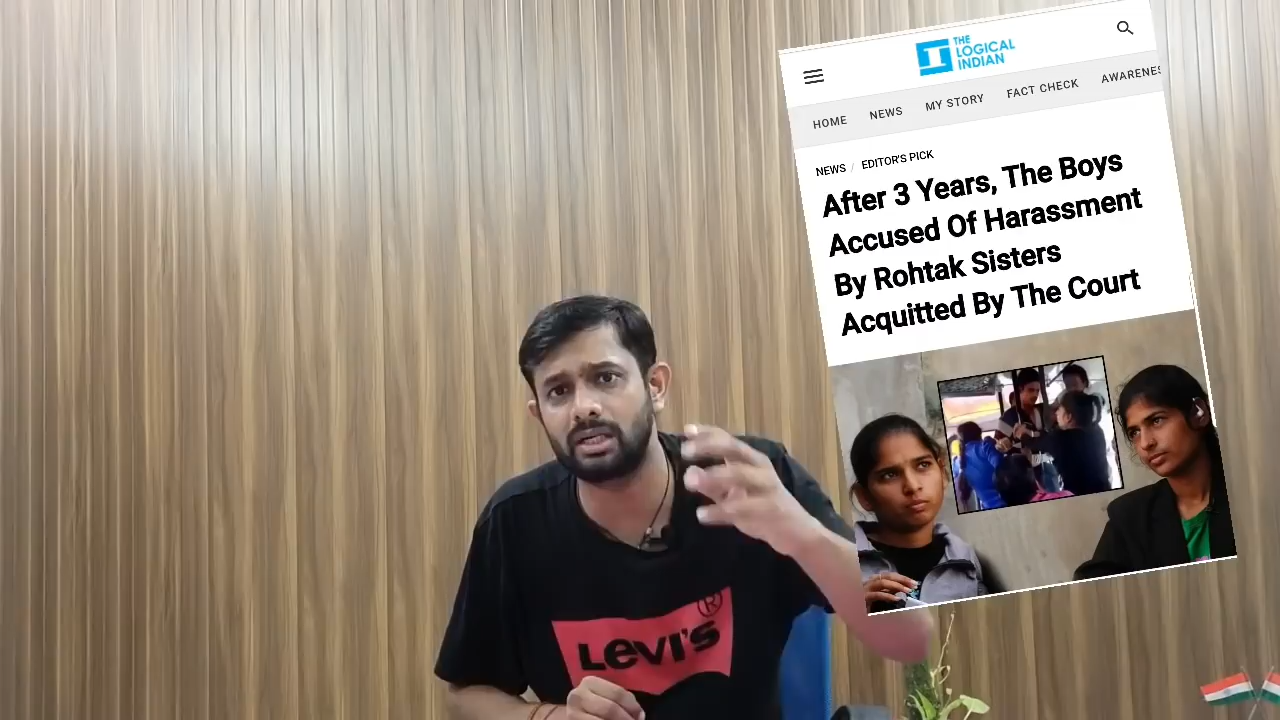 THE
LOGICAL
INDIAN
HOME NEWS MY STORY FACT CHECK AWARENES
NEWS / EDITOR'S PICK
After 3 Years, The Boys
Accused Of Harassment
By Rohtak Sisters
Acquitted By The Court
LEVI'S ®